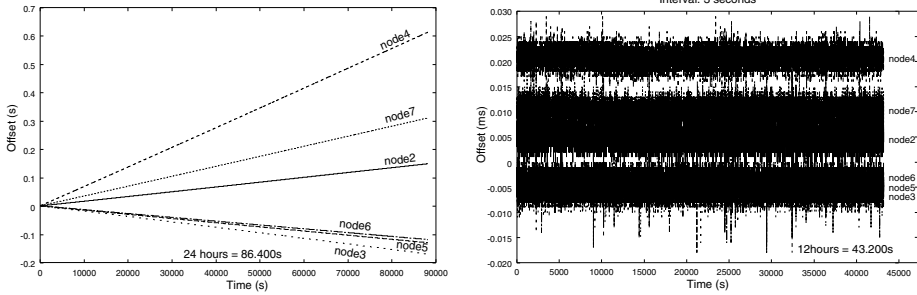 0.7
0.6
0.5
0.4
0.3
0.2
0.1
0
-0.1
-0.2
Offset (s)
node4
node7
node2
node6
node5
node3
24 hours = 86.400s
0 10000 20000 30000 40000 50000 60000 70000 80000 90000
Time (s)
Interval: 3 seconds
0.030
0.025
0.020
0.015
0.010
0.005
0
-0.005
-0.010
-0.015
-0.020
Offset (ms)
node4
node7
node2
node6
node5
node3
12hours = 43.200s
0 5000 10000 15000 20000 25000 30000 35000 40000 45000
Time (s)